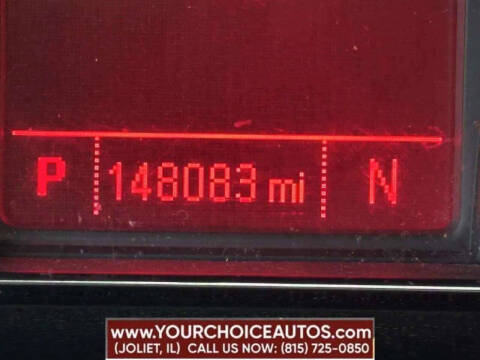 P 148083 mi N
WWW.YOURCHOICEAUTOS.COM
(JOLIET, IL) CALL US NOW: (815) 725-0850